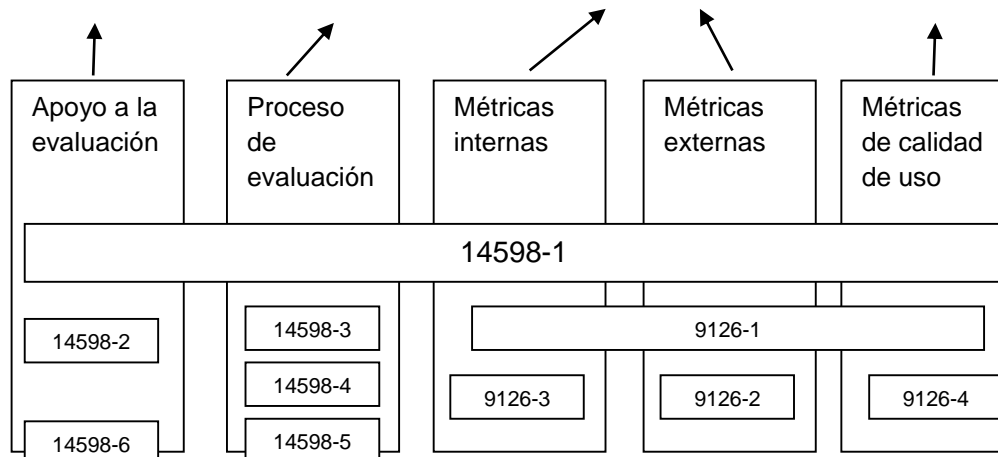 Apoyo a la
evaluación
Proceso
de
evaluación
Métricas
internas
Métricas
externas
Métricas
de calidad
de uso
14598-1
14598-2
14598-3
9126-1
14598-4
9126-3
9126-2
9126-4
14598-6
14598-5